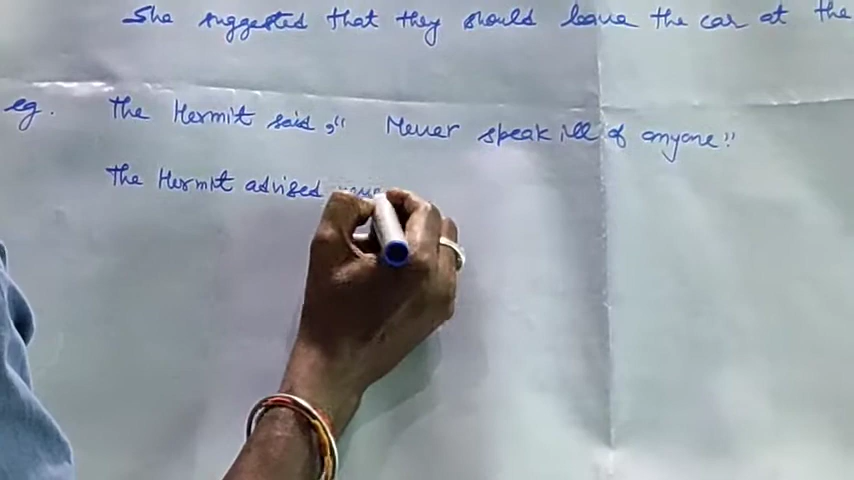 She suggested that they should leave the car at the
eg. The Hermit said," Never speak ill of anyone"
The Hermit advised